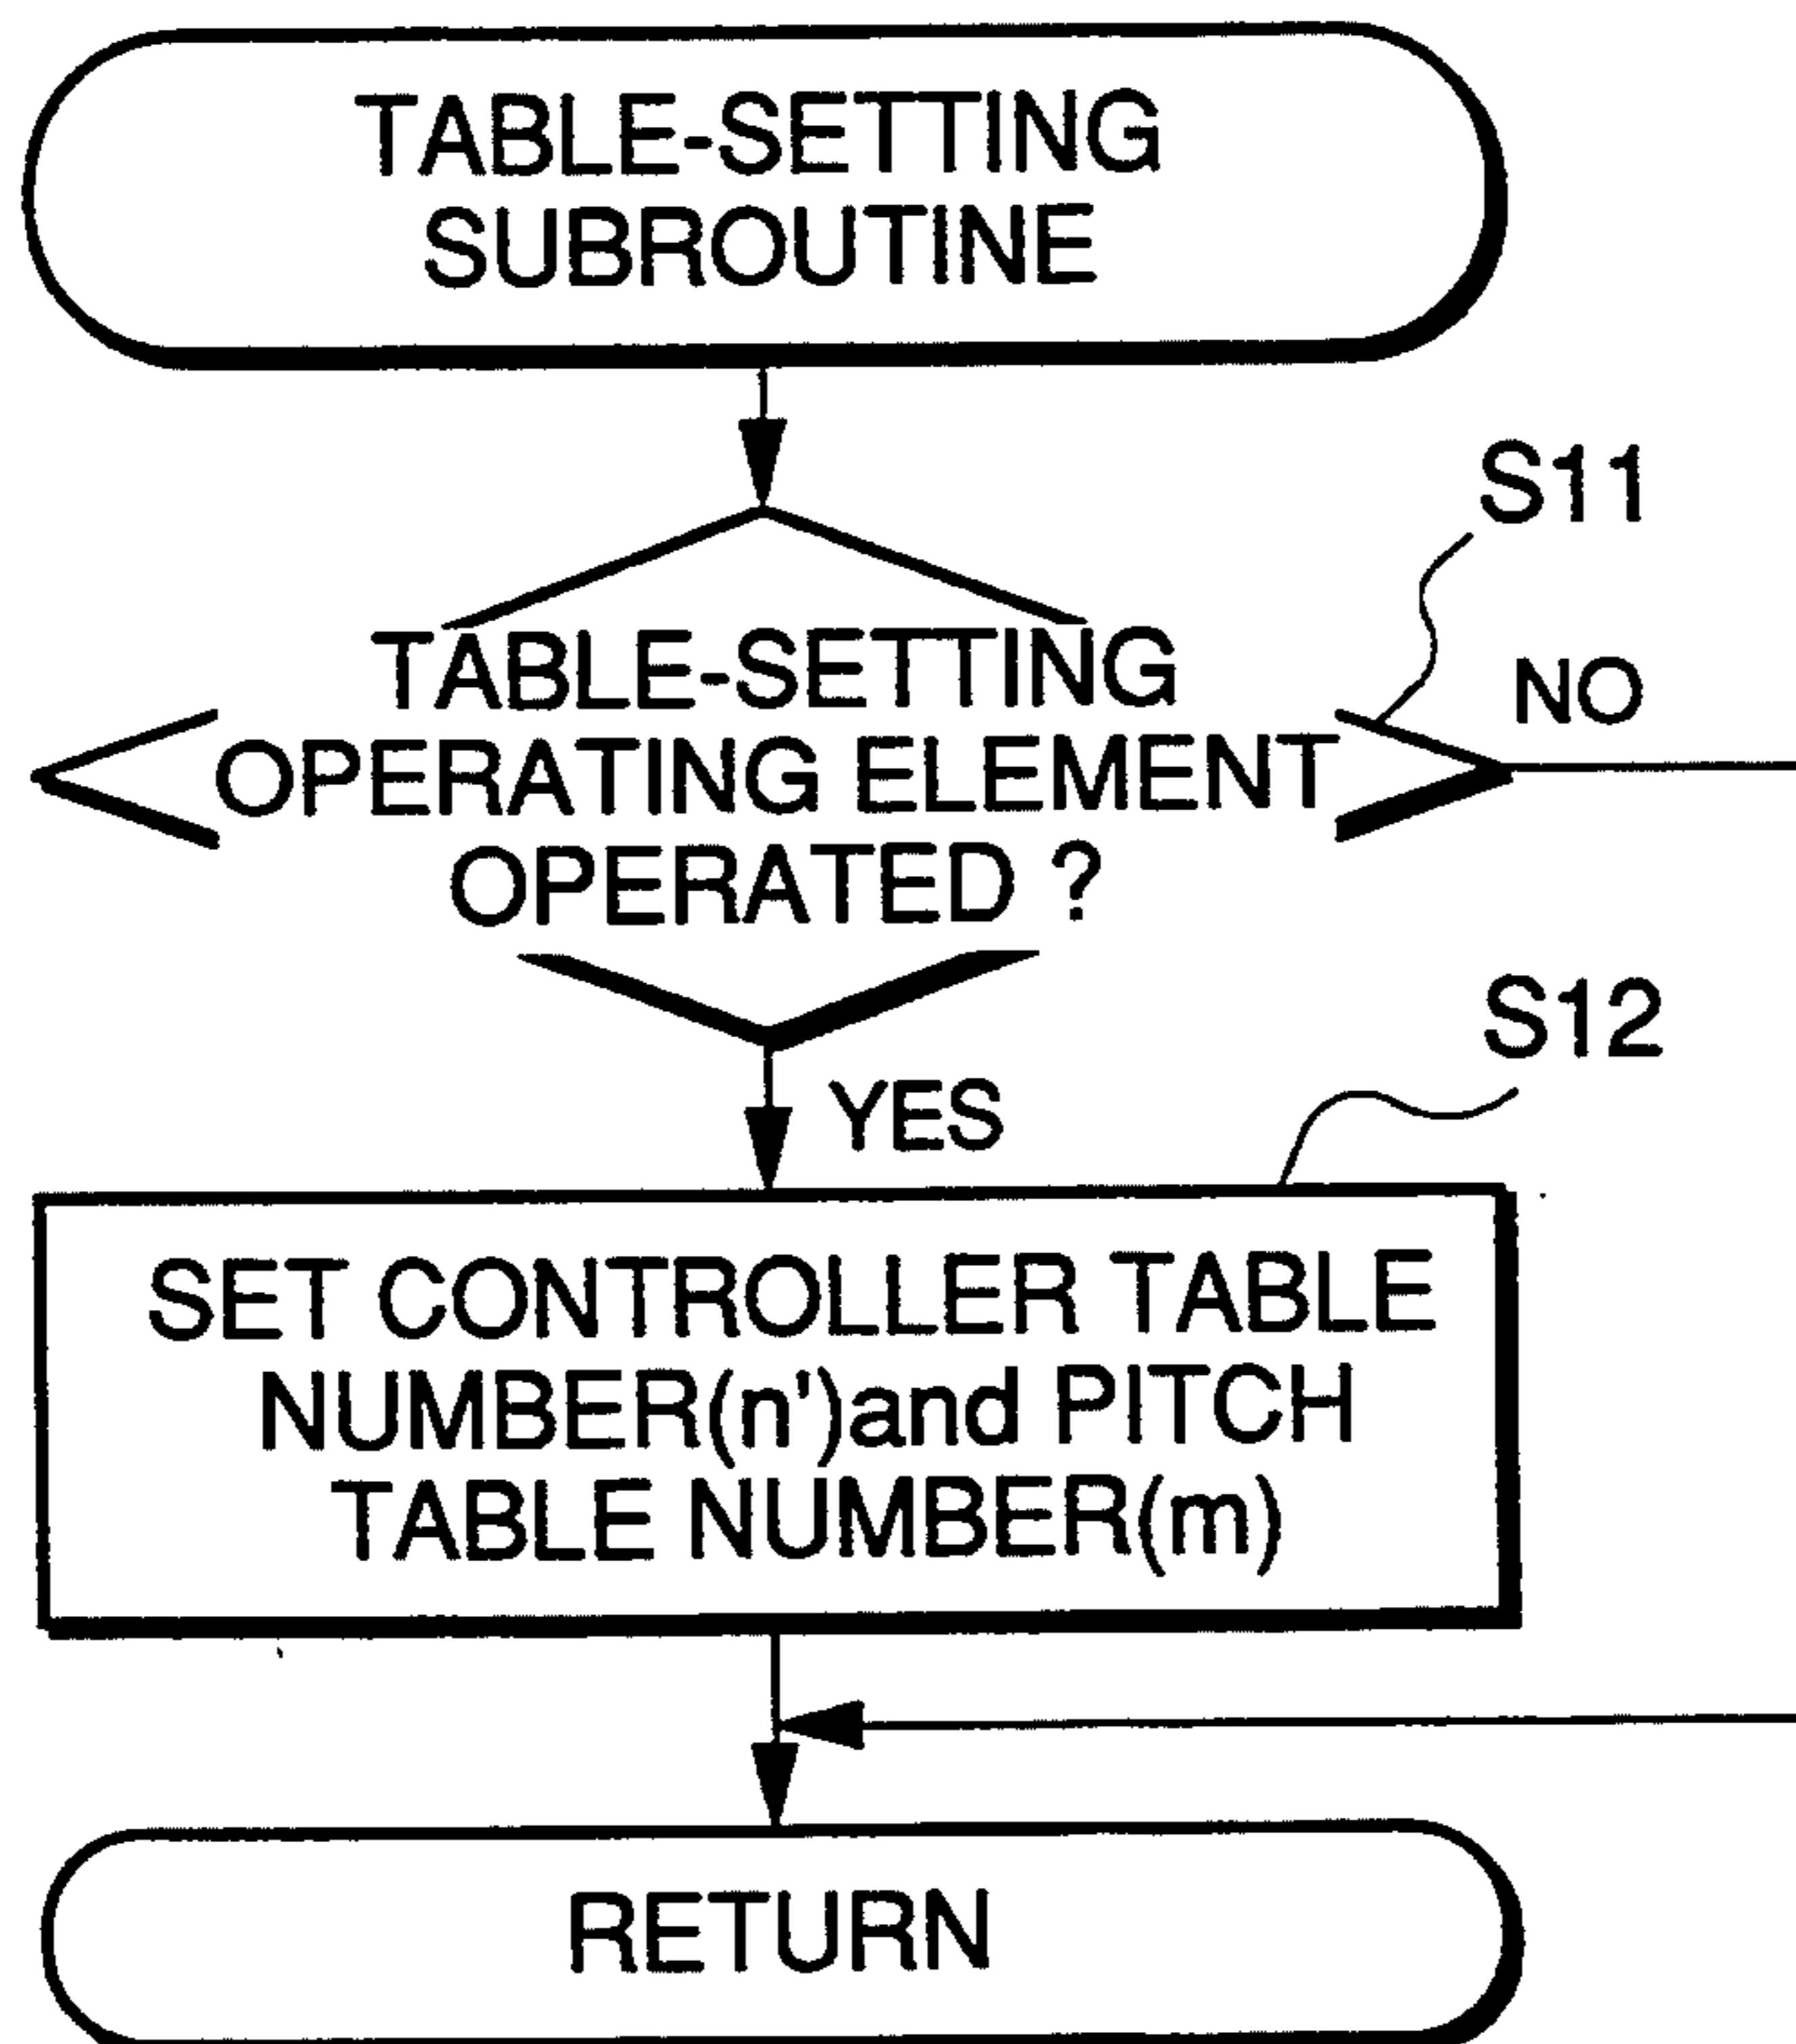 TABLE-SETTING
SUBROUTINE
S11
TABLE-SETTING
NO
OPERATING ELEMENT
OPERATED ?
S12
YES
SET CONTROLLER TABLE
NUMBER(n')and PITCH
TABLE NUMBER(m)
RETURN